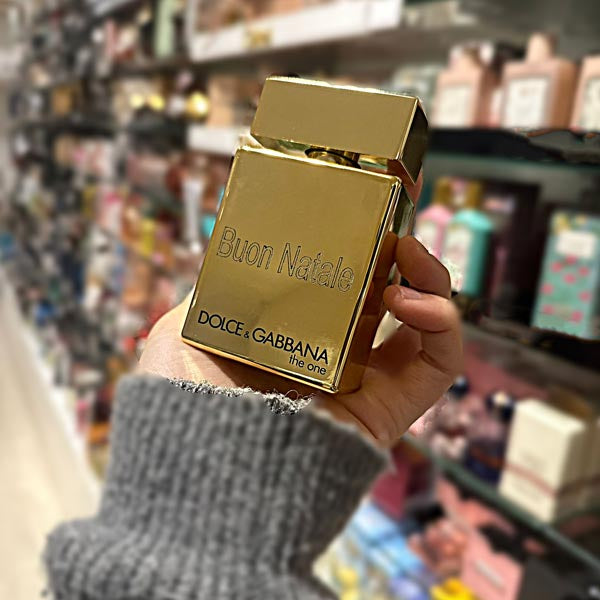 Buon Natale
DOLCE & GABBANA
the one